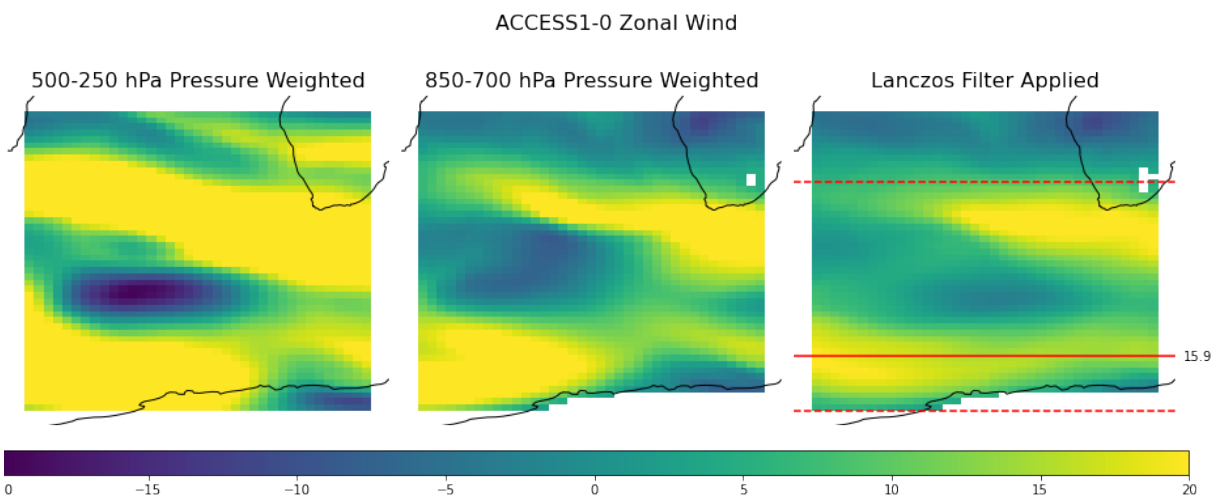 ACCESS1-0 Zonal Wind
500-250 hPa Pressure Weighted
850-700 hPa Pressure Weighted
Lanczos Filter Applied
15.9
0 −15 −10 −5 0 5 10 15 20